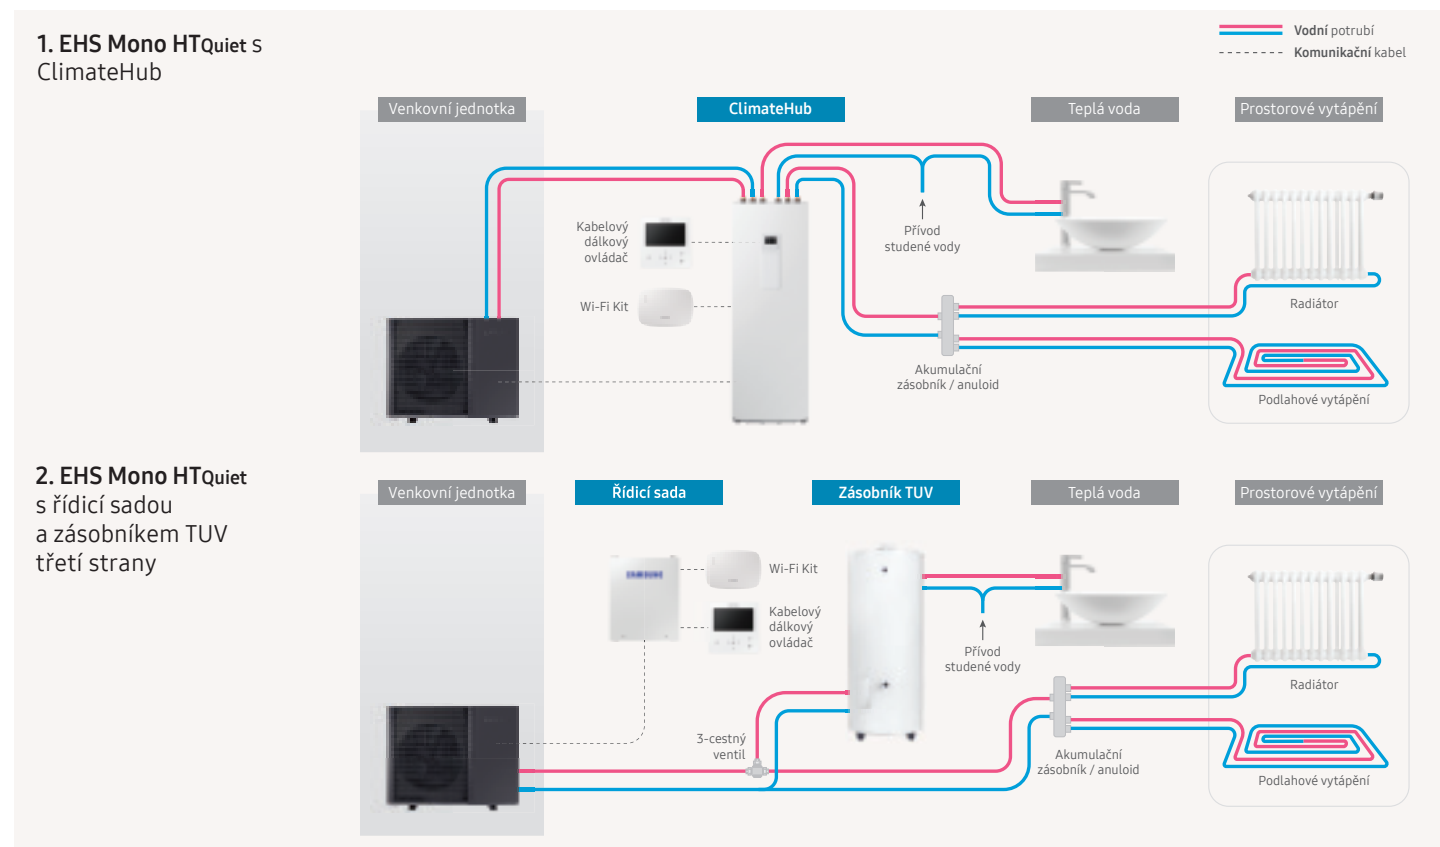 1. EHS Mono HTQuiet s
ClimateHub
Vodní potrubí
Komunikační kabel
Venkovní jednotka
ClimateHub
Teplá voda
Prostorové vytápění
Kabelový
dálkový
ovládač
Wi-Fi Kit
Přívod
studené vody
Akumulační
zásobník / anuloid
Radiátor
Podlahové vytápění
2. EHS Mono HTQuiet
s řídicí sadou
a zásobníkem TUV
třetí strany
Venkovní jednotka
Řídicí sada
Zásobník TUV
Teplá voda
Prostorové vytápění
SAMSUNG
Wi-Fi Kit
Kabelový
dálkový
ovládač
3-cestný
ventil
Přívod
studené vody
Akumulační
zásobník / anuloid
Radiátor
Podlahové vytápění